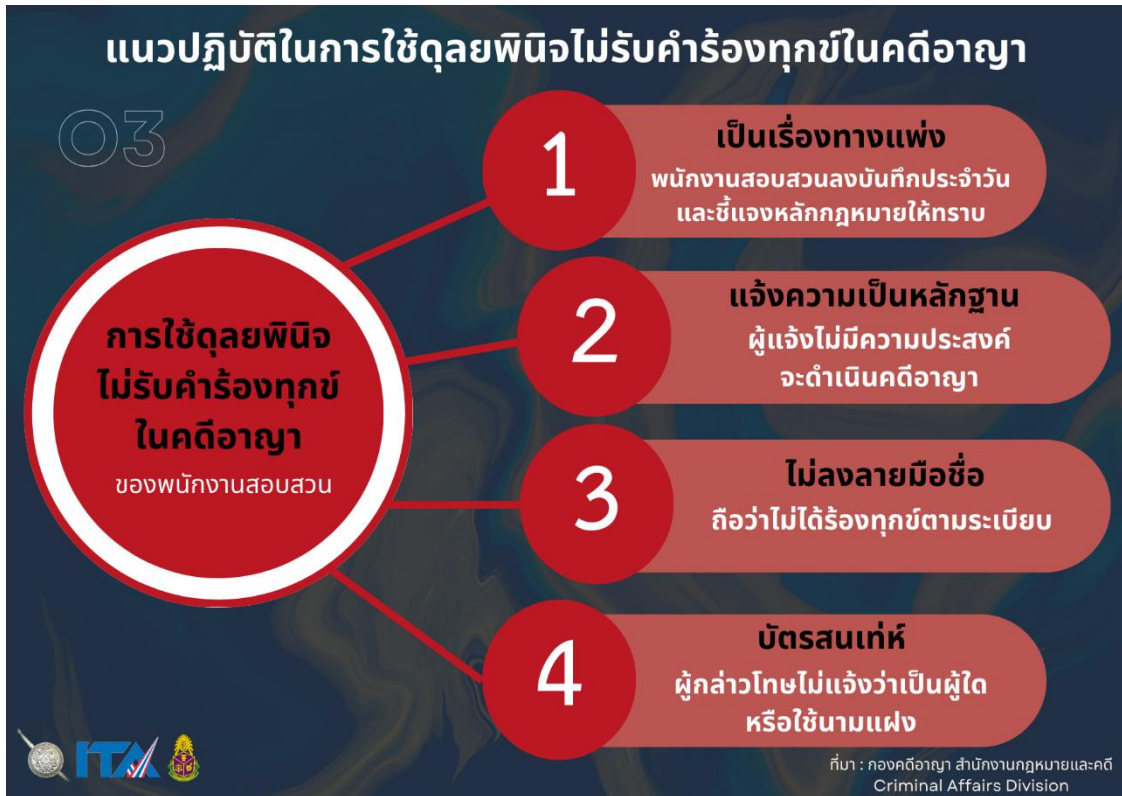 แนวปฏิบัติในการใช้ดุลยพินิจไม่รับคำร้องทุกข์ในคดีอาญา
03
การใช้ดุลยพินิจ
ไม่รับคำร้องทุกข์
ในคดีอาญา
ของพนักงานสอบสวน
1
เป็นเรื่องทางแพ่ง
พนักงานสอบสวนลงบันทึกประจำวัน
และชี้แจงหลักกฎหมายให้ทราบ
2
แจ้งความเป็นหลักฐาน
ผู้แจ้งไม่มีความประสงค์
จะดำเนินคดีอาญา
3
ไม่ลงลายมือชื่อ
ถือว่าไม่ได้ร้องทุกข์ตามระเบียบ
4
บัตรสนเท่ห์
ผู้กล่าวโทษไม่แจ้งว่าเป็นผู้ใด
หรือใช้นามแฝง
ITA
ที่มา : กองคดีอาญา สำนักงานกฎหมายและคดี
Criminal Affairs Division